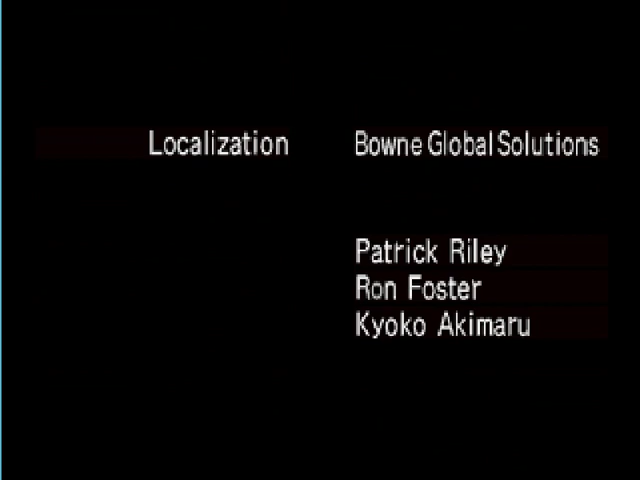 Localization Bowne Global Solutions
Patrick Riley
Ron Foster
Kyoko Akimaru